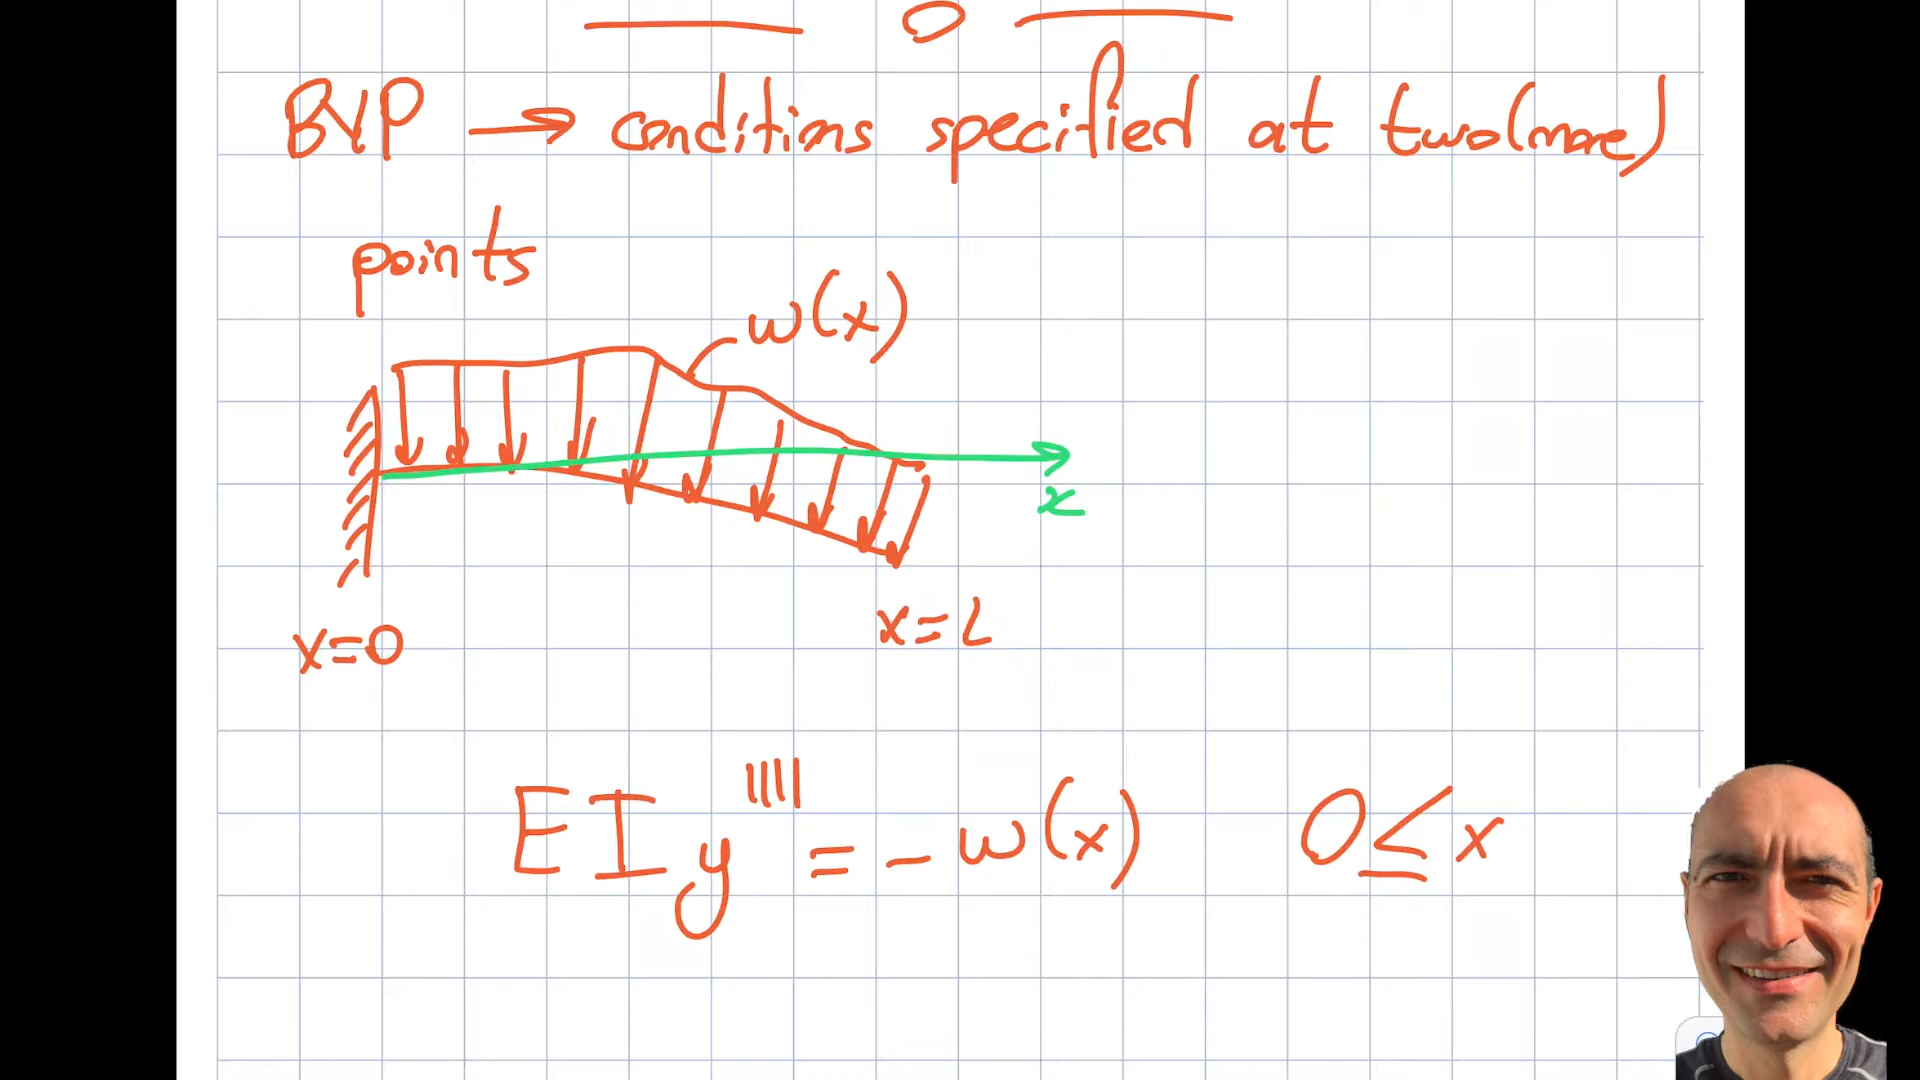 BVP → conditions specified at two(more)
points
w(x)
x
x=0
x=L
EIy'''' = -w(x) 0≤x